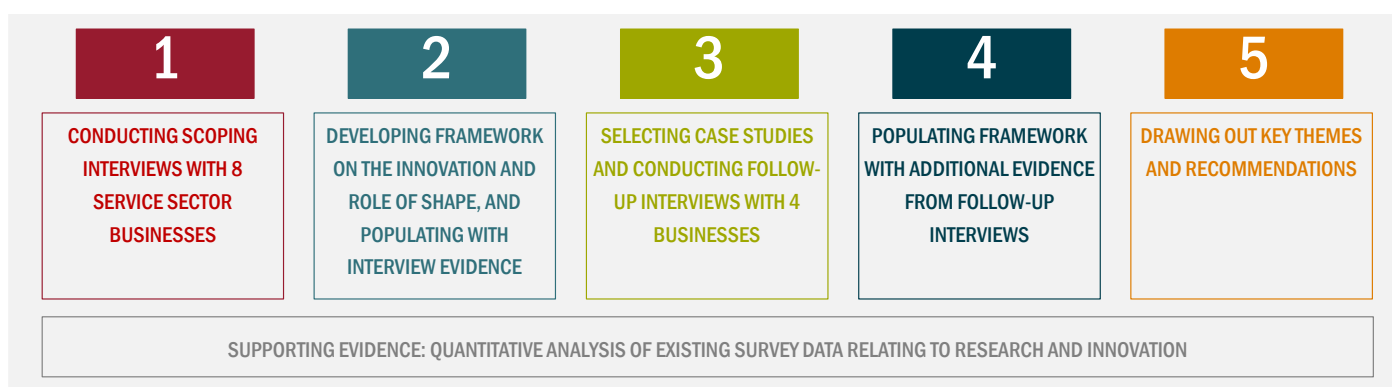 1
CONDUCTING SCOPING
INTERVIEWS WITH 8
SERVICE SECTOR
BUSINESSES
2
DEVELOPING FRAMEWORK
ON THE INNOVATION AND
ROLE OF SHAPE, AND
POPULATING WITH
INTERVIEW EVIDENCE
3
SELECTING CASE STUDIES
AND CONDUCTING FOLLOW-
UP INTERVIEWS WITH 4
BUSINESSES
4
POPULATING FRAMEWORK
WITH ADDITIONAL EVIDENCE
FROM FOLLOW-UP
INTERVIEWS
5
DRAWING OUT KEY THEMES
AND RECOMMENDATIONS
SUPPORTING EVIDENCE: QUANTITATIVE ANALYSIS OF EXISTING SURVEY DATA RELATING TO RESEARCH AND INNOVATION